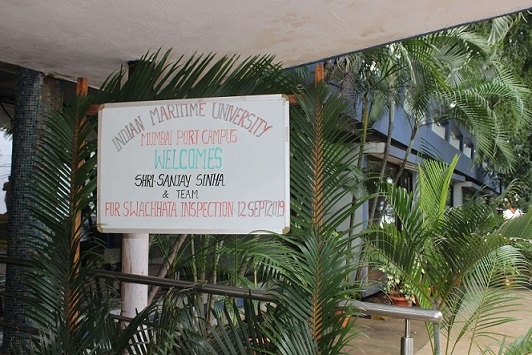 INDIAN MARITIME UNIVERSITY
MUMBAI PORT CAMPUS
WELCOMES
SHRI. SANJAY SINHA
& TEAM
FOR SWACHHATA INSPECTION 12 SEPT 2019